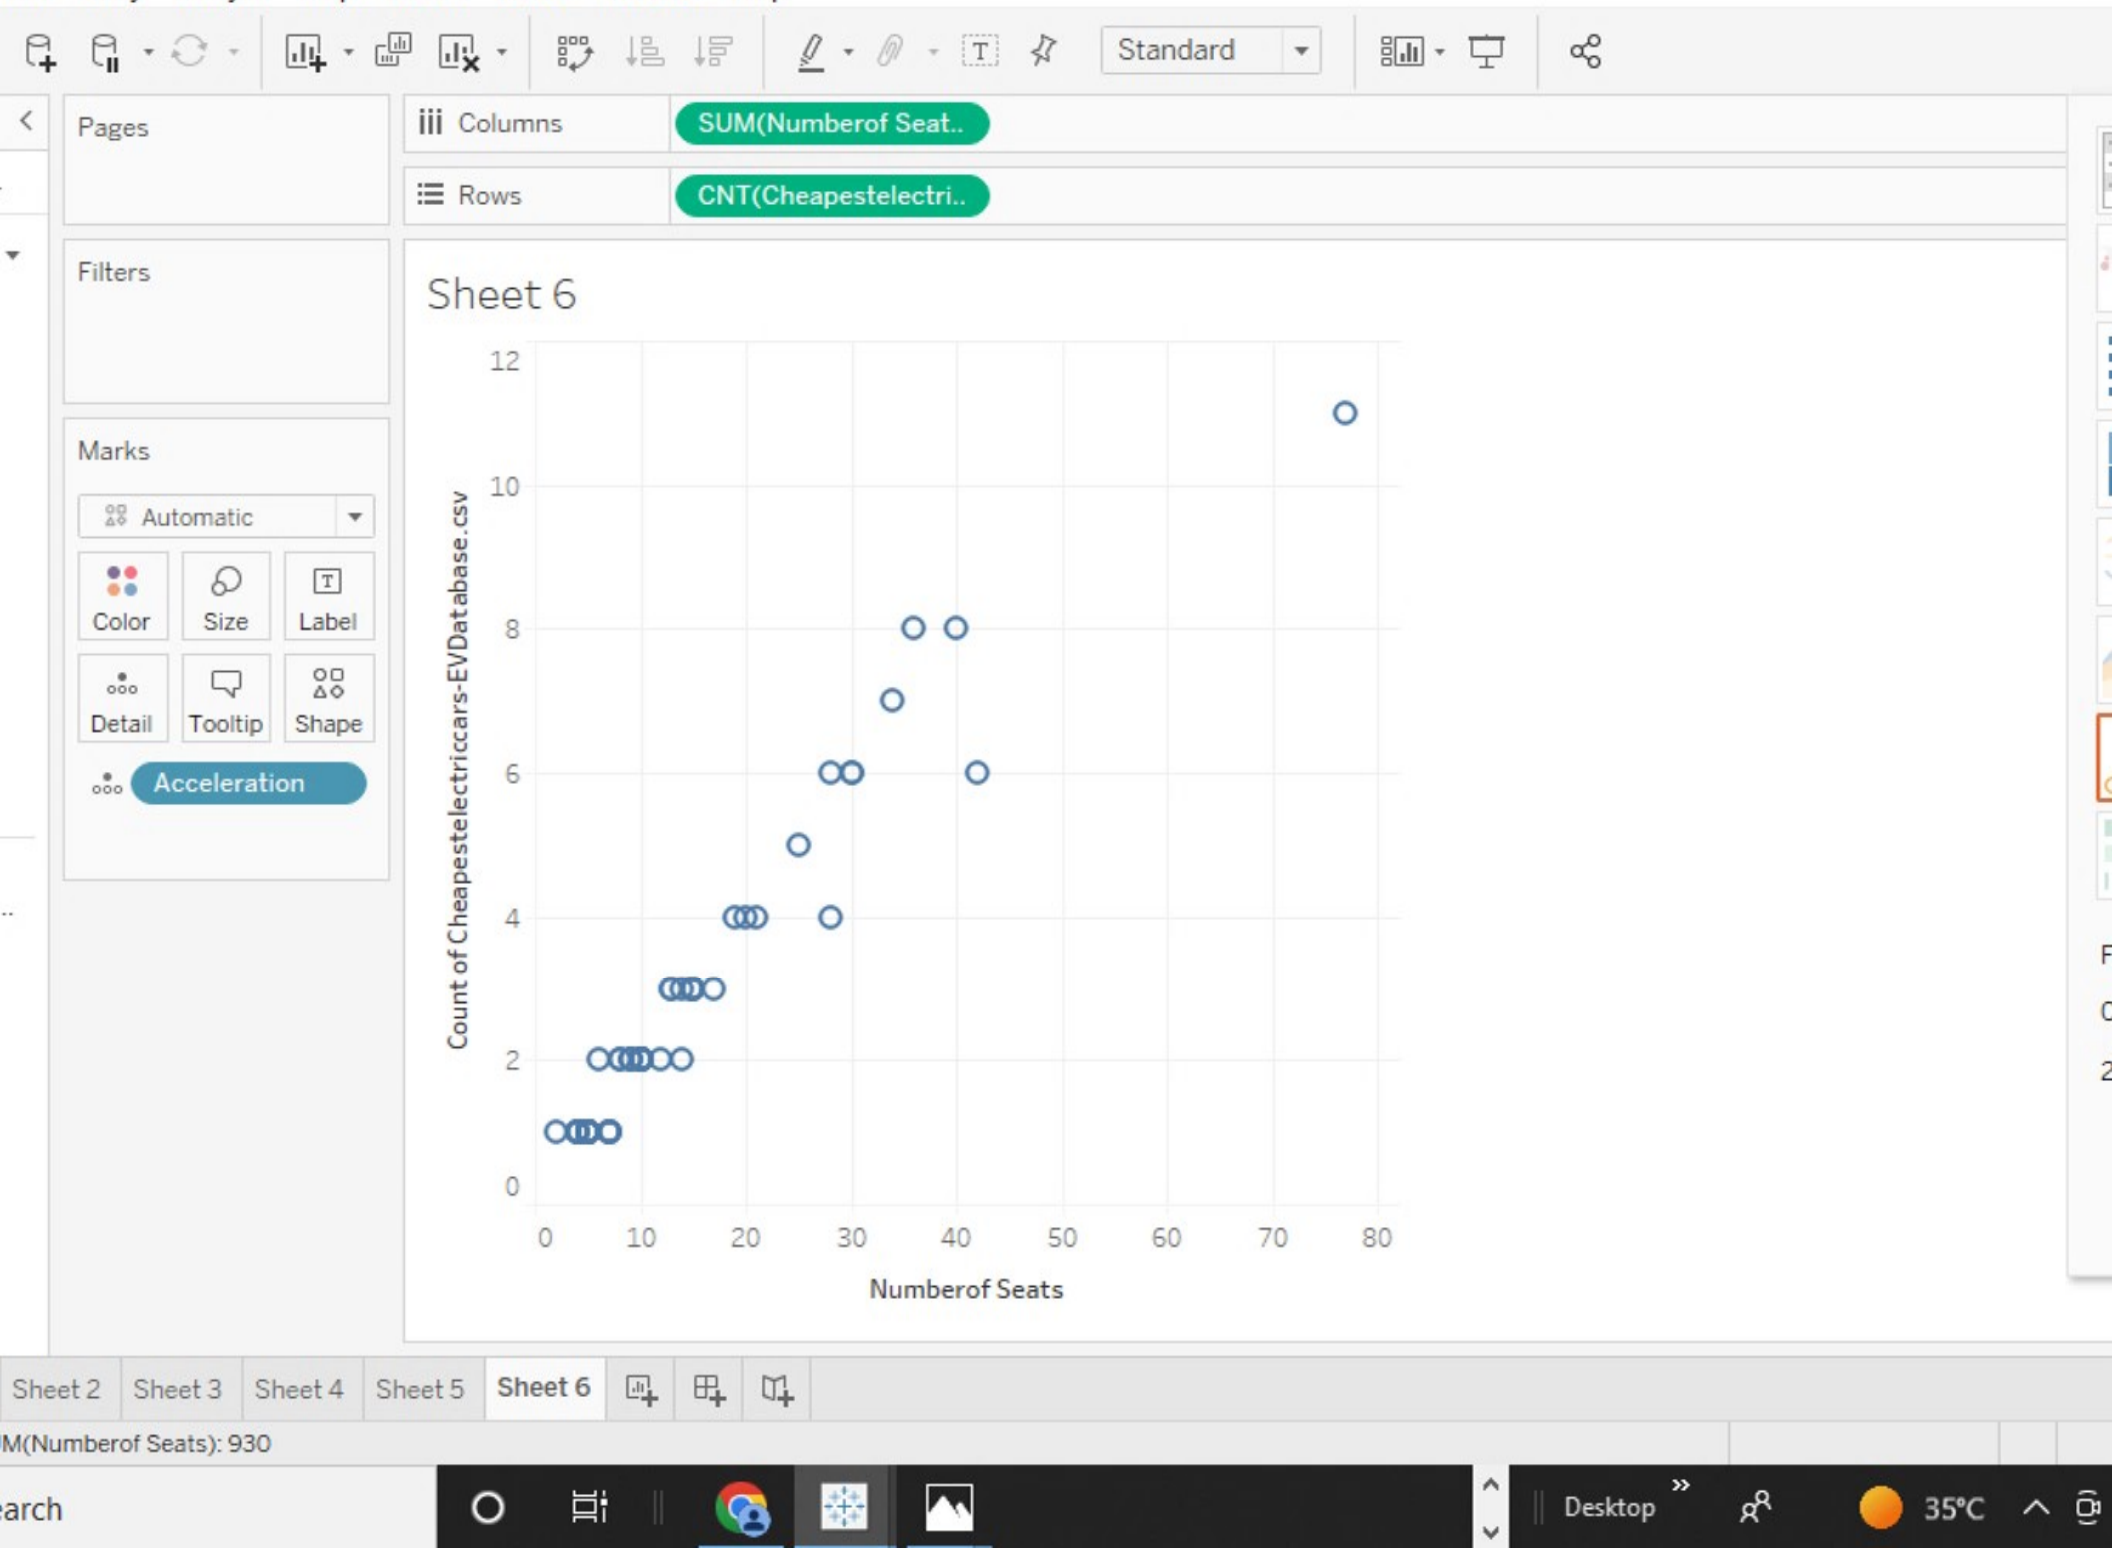 Standard
Pages
iii Columns
SUM(Numberof Seat..
Rows
CNT(Cheapestelectri..
Filters
Sheet 6
Marks
Automatic
Color
Size
Label
Detail
Tooltip
Shape
Acceleration
12
10
8
6
4
2
0
Count of Cheapestelectriccars-EVDatabase.csv
0 10 20 30 40 50 60 70 80
Numberof Seats
Sheet 2
Sheet 3
Sheet 4
Sheet 5
Sheet 6
M(Numberof Seats): 930
earch
Desktop
35°C